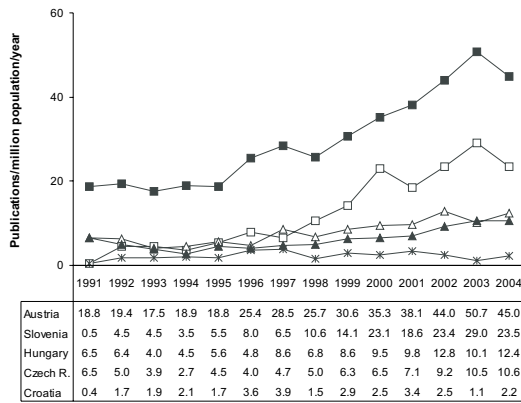 Publications/million population/year
60
40
20
0
1991 1992 1993 1994 1995 1996 1997 1998 1999 2000 2001 2002 2003 2004
Austria 18.8 19.4 17.5 18.9 18.8 25.4 28.5 25.7 30.6 35.3 38.1 44.0 50.7 45.0
Slovenia 0.5 4.5 4.5 3.5 5.5 8.0 6.5 10.6 14.1 23.1 18.6 23.4 29.0 23.5
Hungary 6.5 6.4 4.0 4.5 5.6 4.8 8.6 6.8 8.6 9.5 9.8 12.8 10.1 12.4
Czech R. 6.5 5.0 3.9 2.7 4.5 4.0 4.7 5.0 6.3 6.5 7.1 9.2 10.5 10.6
Croatia 0.4 1.7 1.9 2.1 1.7 3.6 3.9 1.5 2.9 2.5 3.4 2.5 1.1 2.2